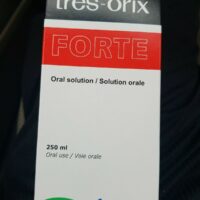 tres-orix
FORTE
Oral solution / Solution orale
250 ml
Oral use / Voie orale